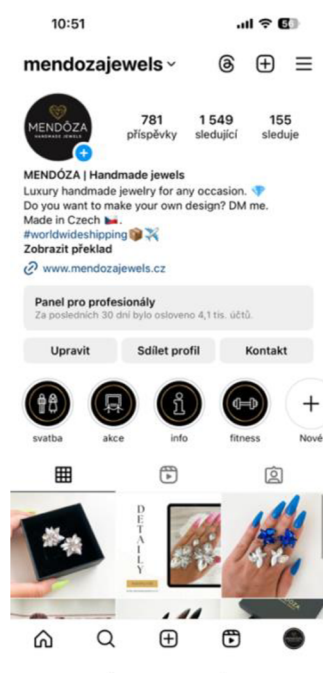 10:51
mendozajewels
MENDŌZA
HANDMADE JEWELS
781
1 549
155
příspěvky
sledující
sleduje
MENDÓZA | Handmade jewels
Luxury handmade jewelry for any occasion. 💎
Do you want to make your own design? DM me.
Made in Czech 🇨🇿.
#worldwideshipping📦✈️
Zobrazit překlad
www.mendozajewels.cz
Panel pro profesionály
Za posledních 30 dní bylo osloveno 4,1 tis. účtů.
Upravit
Sdílet profil
Kontakt
svatba
akce
info
fitness
Nové
DETAILY